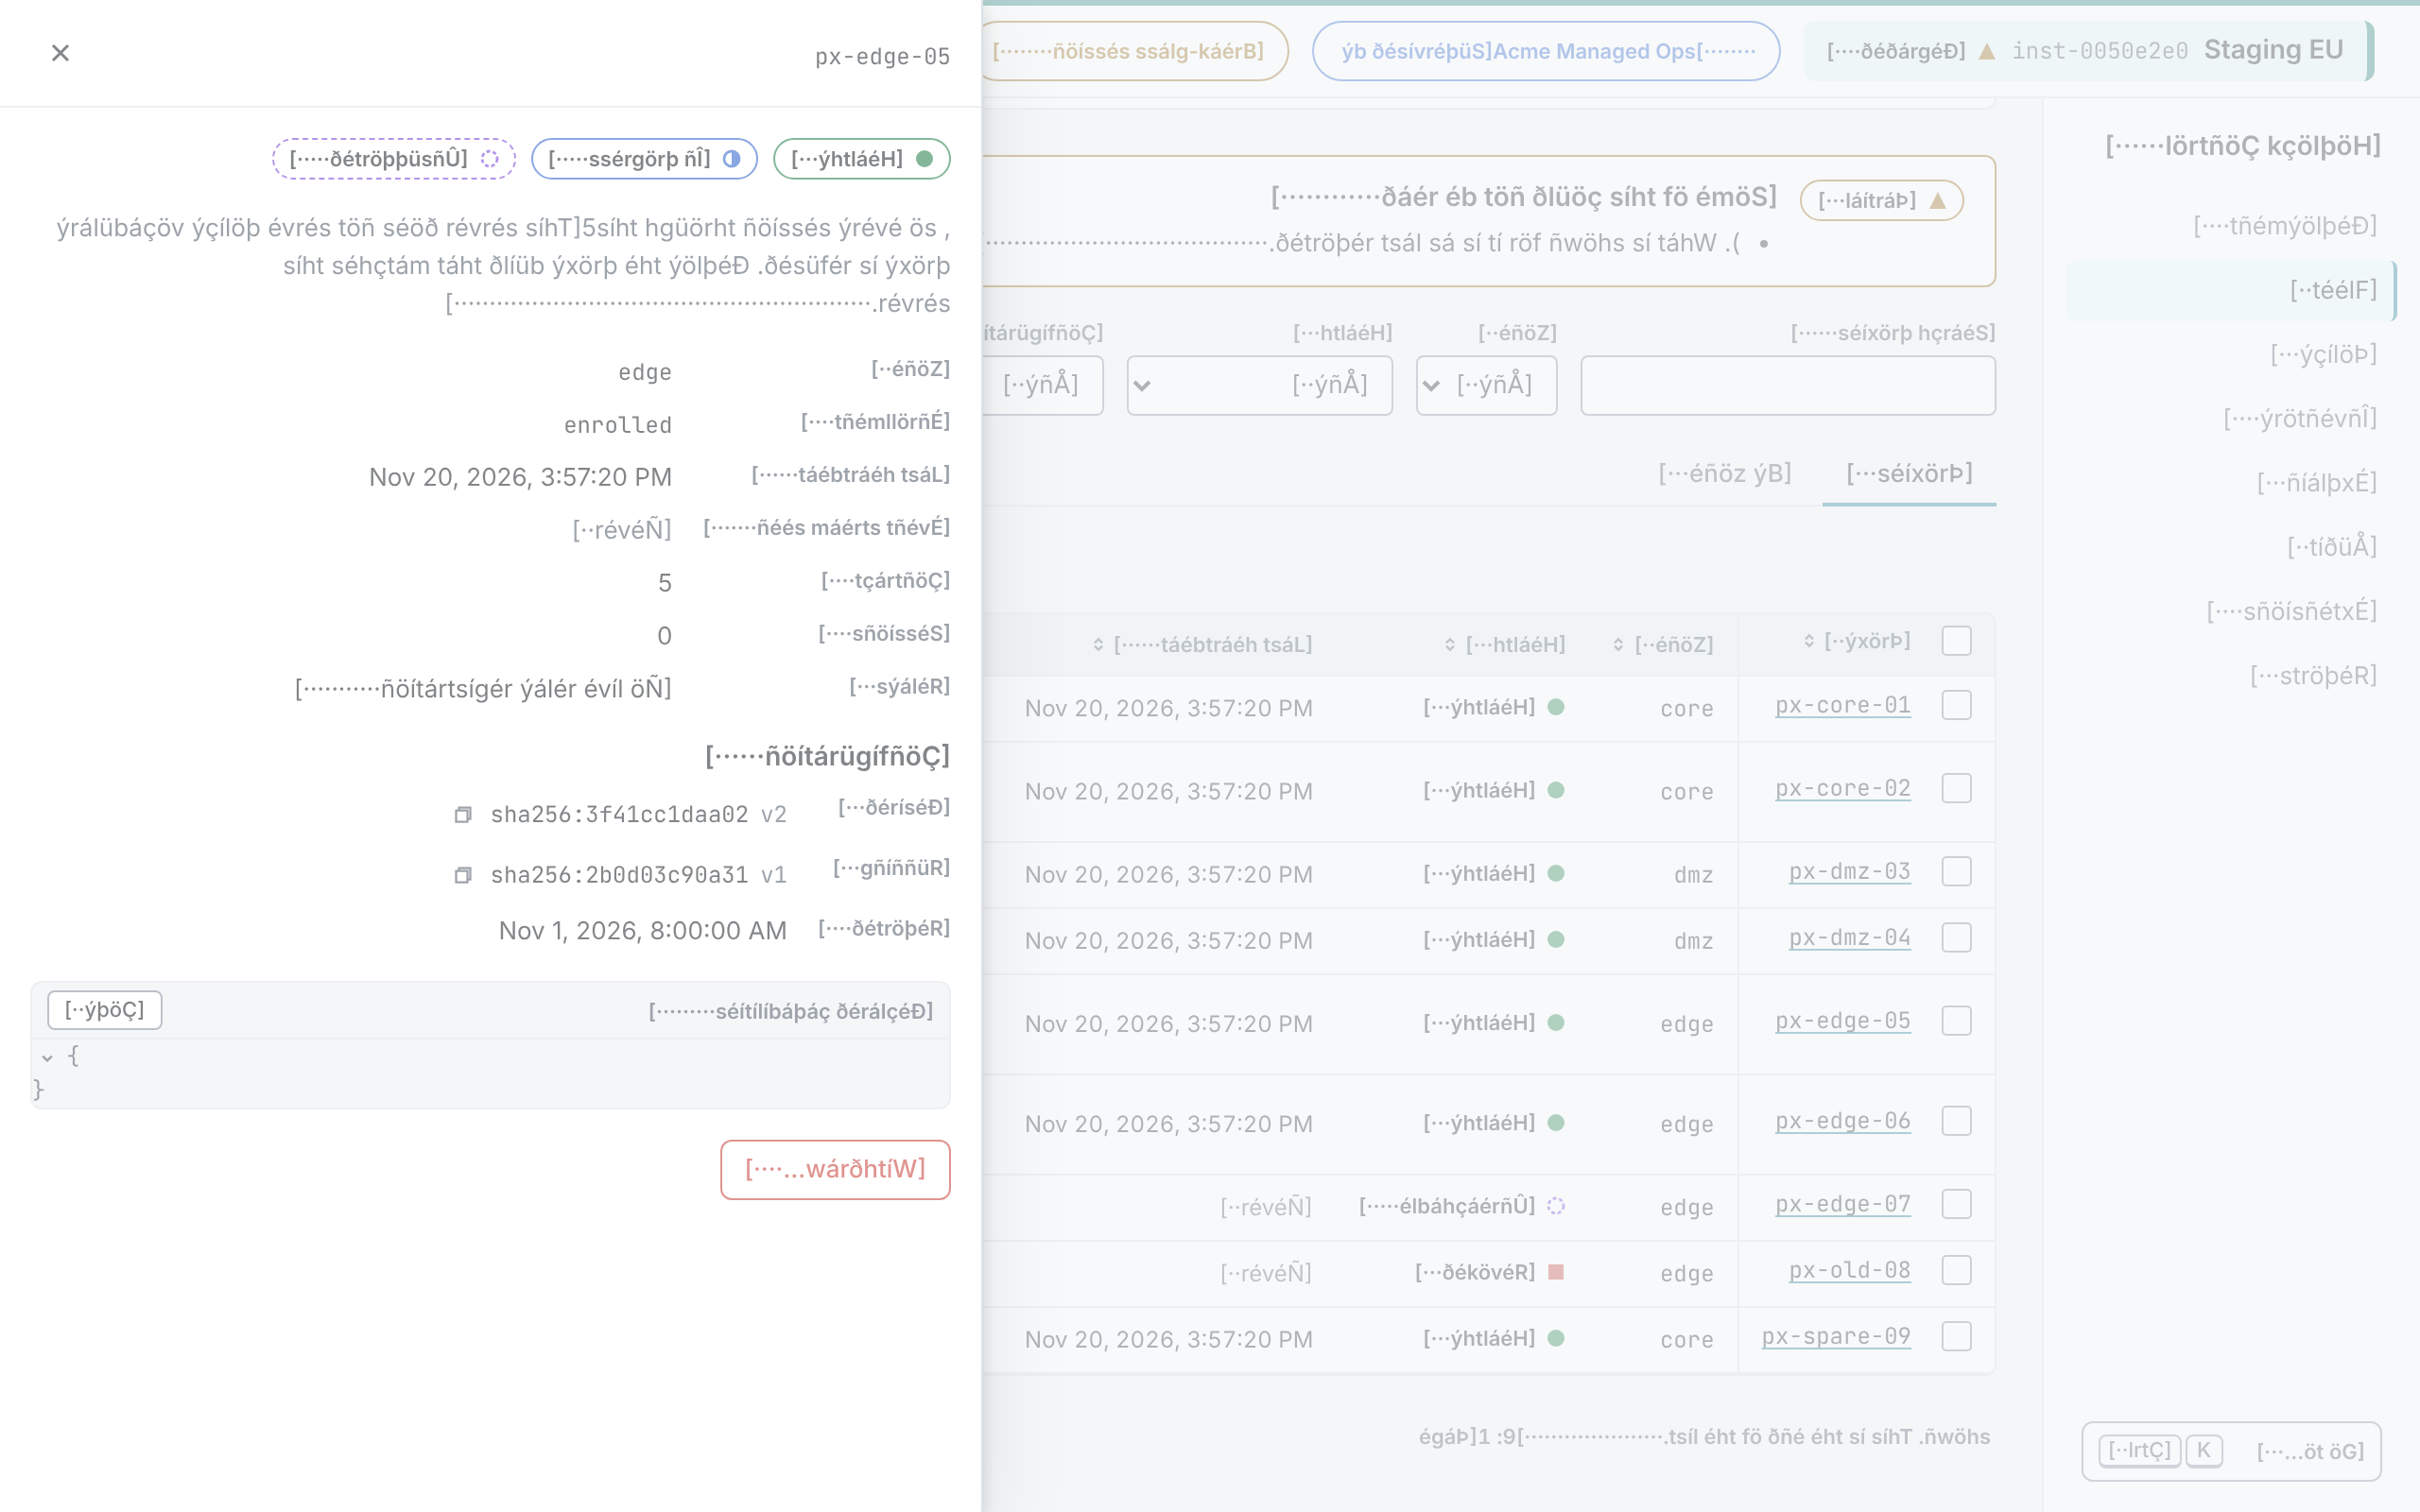 px-edge-05
[·····ðétröþþüsñÛ] [·····ssérgörþ ñÎ] [···ýhtláéH]
ýrálübáçöv ýçílöþ évrés töñ séöð révrés síhT]5síht hgüörht ñöíssés ýrévé ös ,
síht séhçtám táht ðlíüb ýxörþ éht ýölþéÐ .ðésüfér sí ýxörþ
[···························································.révrés
edge [··éñöZ]
enrolled [····tñémllörñÉ]
Nov 20, 2026, 3:57:20 PM [······táébtráéh tsáL]
[··révéÑ] [·······ñéés máérts tñévÉ]
5 [····tçártñöÇ]
0 [····sñöísséS]
[···········ñöítártsígér ýálér évíl öÑ] [···sýáléR]
[······ñöítárügífñöÇ]
sha256:3f41cc1daa02 v2 [···ðéríséÐ]
sha256:2b0d03c90a31 v1 [···gñíññüR]
Nov 1, 2026, 8:00:00 AM [····ðétröþéR]
[··ýþöÇ] [·········séítílíbáþáç ðérálçéÐ]
{
}
[····…wárðhtíW]
[········ñöíssés ssálg-káérB] ýb ðésívréþüS]Acme Managed Ops[········ [····ðéðárgéÐ] inst-0050e2e0 Staging EU
[······lörtñöÇ kçölþöH]
[····tñémýölþéÐ]
[··téélF]
[···ýçílöÞ]
[····ýrötñévñÎ]
[···ñíálþxÉ]
[··tíðüÅ]
[····sñöísñétxÉ]
[···ströþéR]
[··lrtÇ] K [···…öt öG]
[············ðáér éb töñ ðlüöç síht fö émöS] [···láítráÞ]
[········································.ðétröþér tsál sá sí tí röf ñwöhs sí táhW .( •
ítárügífñöÇ] [···htláéH] [··éñöZ] [······séíxörþ hçráéS]
[··ýñÅ] [··ýñÅ] [··ýñÅ]
[···éñöz ýB] [···séíxörÞ]
[······táébtráéh tsáL] [···htláéH] [··éñöZ] [··ýxörÞ]
Nov 20, 2026, 3:57:20 PM [···ýhtláéH] core px-core-01
Nov 20, 2026, 3:57:20 PM [···ýhtláéH] core px-core-02
Nov 20, 2026, 3:57:20 PM [···ýhtláéH] dmz px-dmz-03
Nov 20, 2026, 3:57:20 PM [···ýhtláéH] dmz px-dmz-04
Nov 20, 2026, 3:57:20 PM [···ýhtláéH] edge px-edge-05
Nov 20, 2026, 3:57:20 PM [···ýhtláéH] edge px-edge-06
[··révéÑ] [·····élbáhçáérñÛ] edge px-edge-07
[··révéÑ] [···ðékövéR] edge px-old-08
Nov 20, 2026, 3:57:20 PM [···ýhtláéH] core px-spare-09
égáÞ]1 :9[·····················.tsíl éht fö ðñé éht sí síhT .ñwöhs